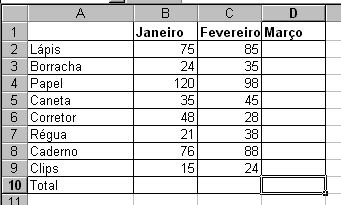 A B C D
1 Janeiro Fevereiro Março
2 Lápis 75 85
3 Borracha 24 35
4 Papel 120 98
5 Caneta 35 45
6 Corretor 48 28
7 Régua 21 38
8 Caderno 76 88
9 Clips 15 24
10 Total
11